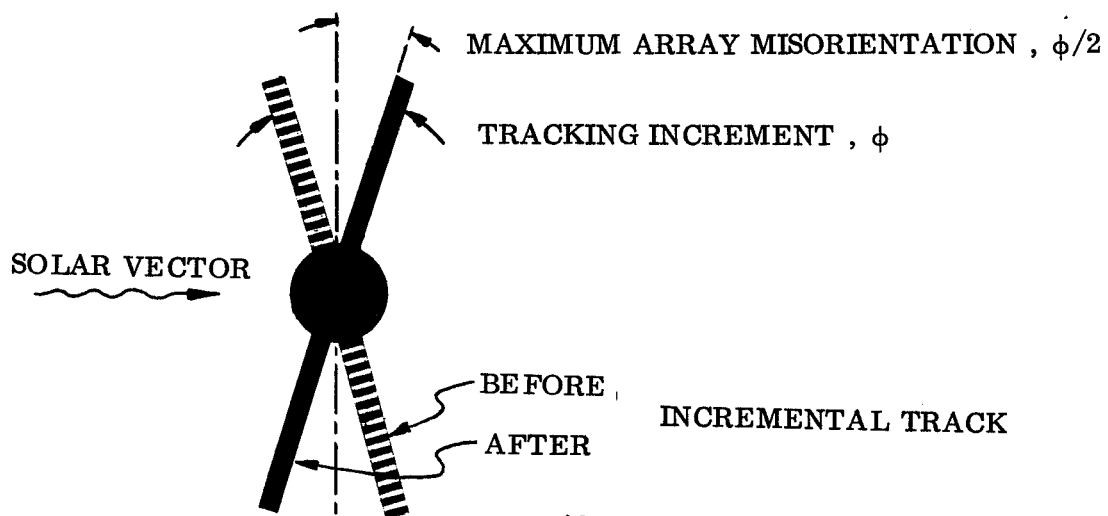 MAXIMUM ARRAY MISORIENTATION , ϕ/2
TRACKING INCREMENT , ϕ
SOLAR VECTOR
BEFORE
INCREMENTAL TRACK
AFTER